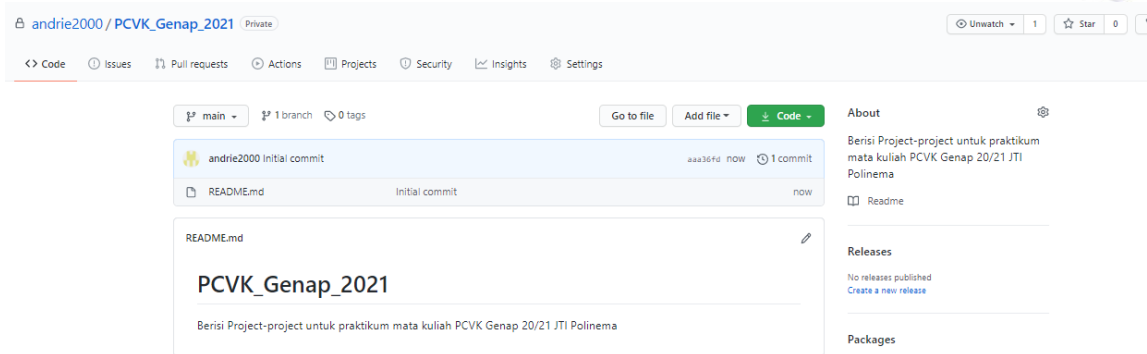 andrie2000 / PCVK_Genap_2021 Private
Unwatch 1 Star 0
Code Issues Pull requests Actions Projects Security Insights Settings
main 1 branch 0 tags Go to file Add file Code
andrie2000 Initial commit aaa36fd now 1 commit
README.md Initial commit now
README.md
PCVK_Genap_2021
Berisi Project-project untuk praktikum mata kuliah PCVK Genap 20/21 JTI Polinema
About
Berisi Project-project untuk praktikum
mata kuliah PCVK Genap 20/21 JTI
Polinema
Readme
Releases
No releases published
Create a new release
Packages